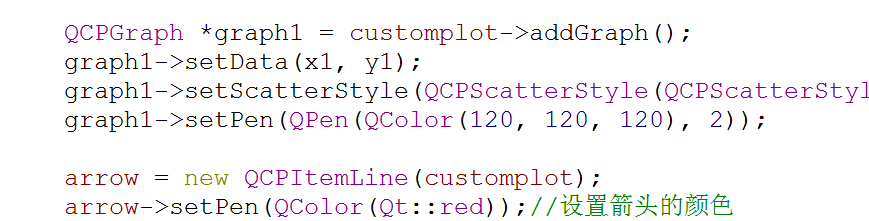 QCPGraph *graph1 = customplot->addGraph();
graph1->setData(x1, y1);
graph1->setScatterStyle(QCPScatterStyle(QCPScatterStyl
graph1->setPen(QPen(QColor(120, 120, 120), 2));
arrow = new QCPItemLine(customplot);
arrow->setPen(QColor(Qt::red));//设置箭头的颜色